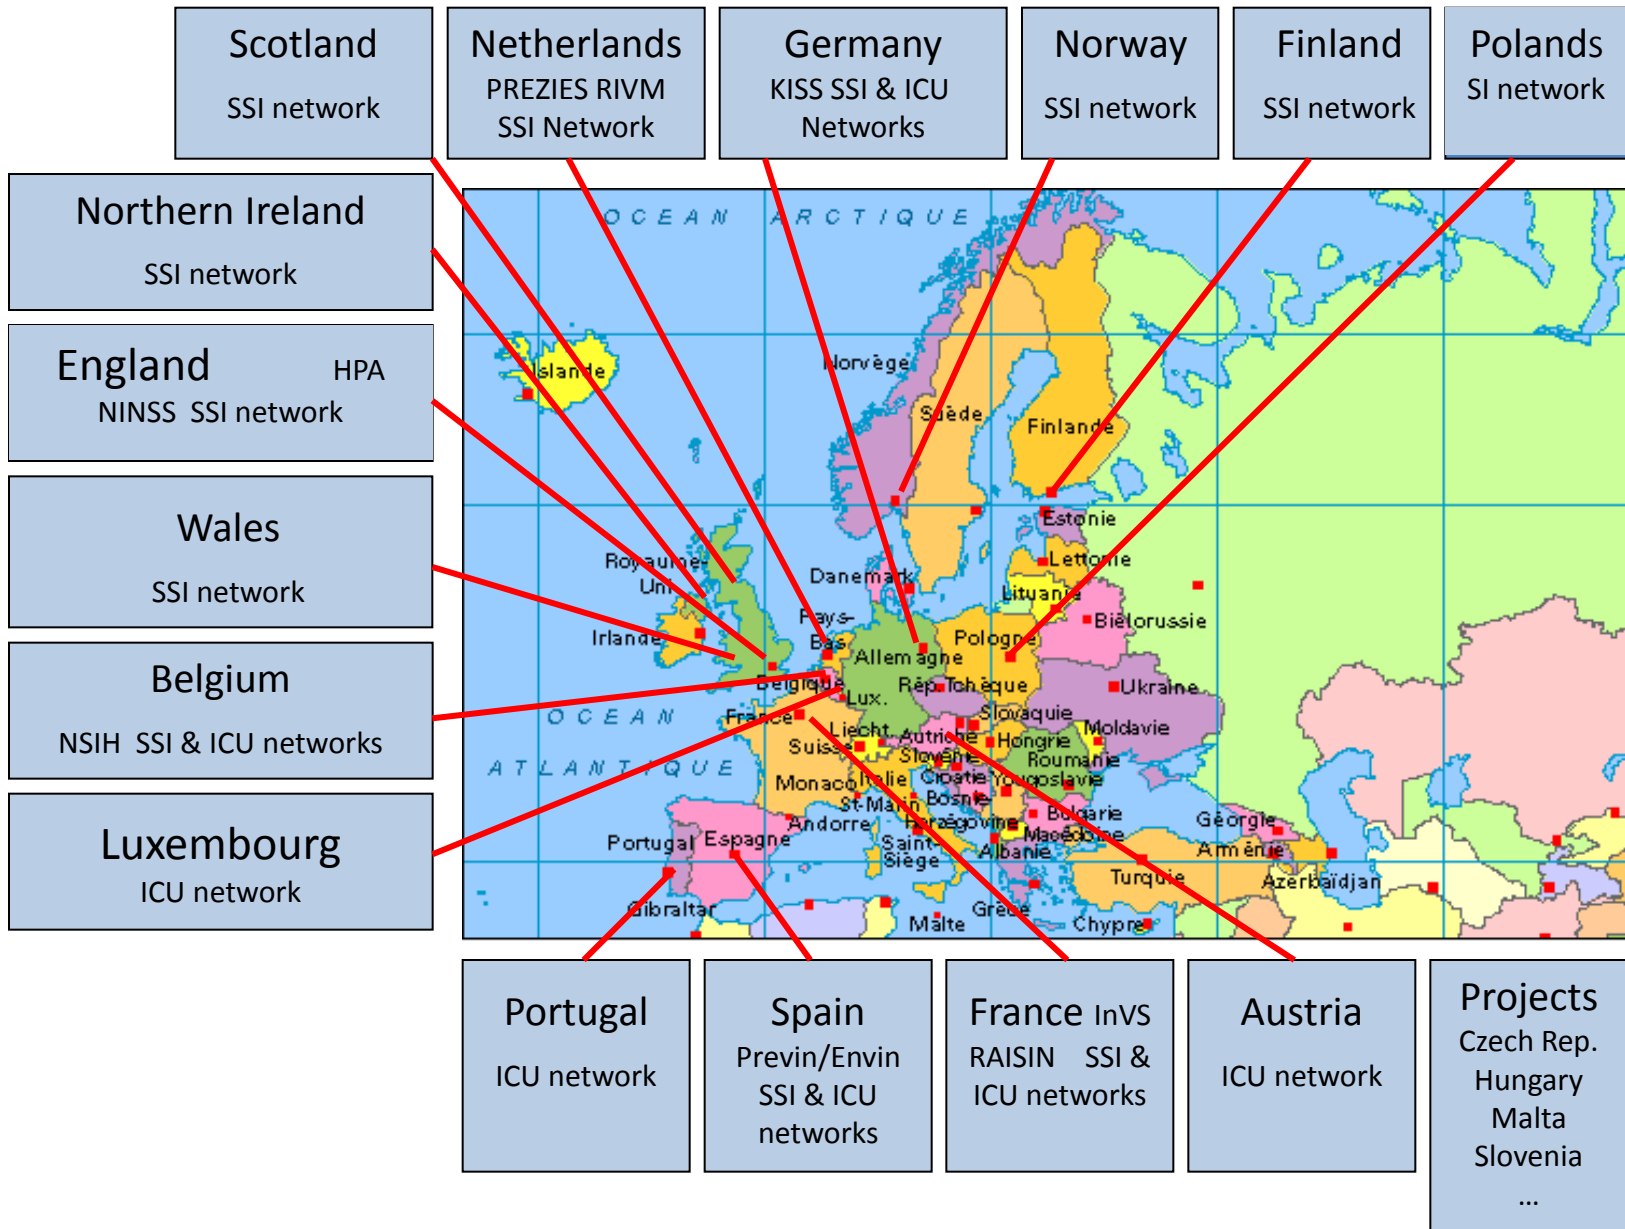 Scotland
SSI network
Netherlands
PREZIES RIVM
SSI Network
Germany
KISS SSI & ICU
Networks
Norway
SSI network
Finland
SSI network
Polands
SI network
Northern Ireland
SSI network
England HPA
NINSS SSI network
Wales
SSI network
Belgium
NSIH SSI & ICU networks
Luxembourg
ICU network
OCEAN ARCTIQUE
Islande
Norvège
Suède
Finlande
Estonie
Lettonie
Lituanie
Biélorussie
Royaume-
Uni
Irlande
Danemark
Pays-
Bas
Allemagne
Pologne
Belgique
Lux.
Rép. Tchèque
Ukraine
OCEAN
ATLANTIQUE
France
Liecht.
Suisse
Autriche
Slovaquie
Hongrie
Moldavie
Slovénie
Roumanie
Croatie
Yougoslavie
Monaco
Italie
Bosnie-
Herzégovine
St-Marin
Bulgarie
Géorgie
Andorre
Macédoine
Arménie
Portugal
Espagne
Saint-
Siège
Albanie
Turquie
Azerbaïdjan
Gibraltar
Malte
Grèce
Chypre
Portugal
ICU network
Spain
Previn/Envin
SSI & ICU
networks
France InVS
RAISIN SSI &
ICU networks
Austria
ICU network
Projects
Czech Rep.
Hungary
Malta
Slovenia
...